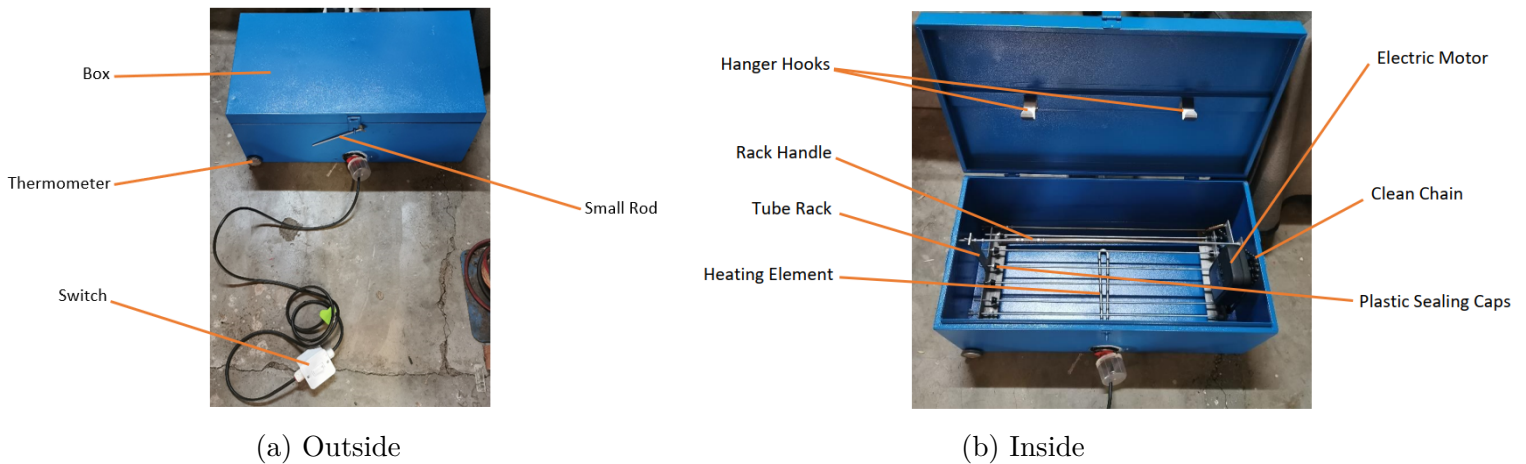 Box
Thermometer
Small Rod
Switch
(a) Outside
Hanger Hooks
Electric Motor
Rack Handle
Tube Rack
Clean Chain
Heating Element
Plastic Sealing Caps
(b) Inside